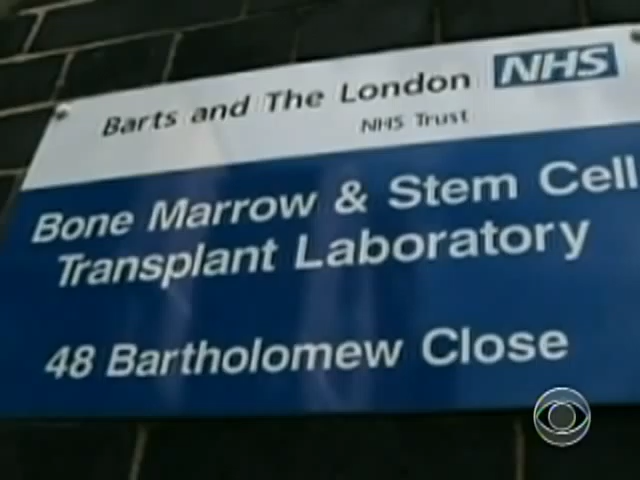 Barts and The London NHS
NHS Trust
Bone Marrow & Stem Cell
Transplant Laboratory
48 Bartholomew Close